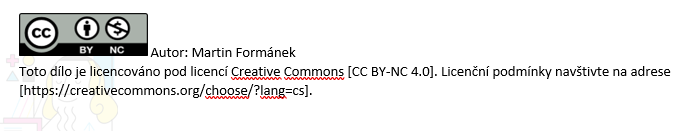 cc
BY NC
Autor: Martin Formánek
Toto dílo je licencováno pod licencí Creative Commons [CC BY-NC 4.0]. Licenční podmínky navštivte na adrese
[https://creativecommons.org/choose/?lang=cs].